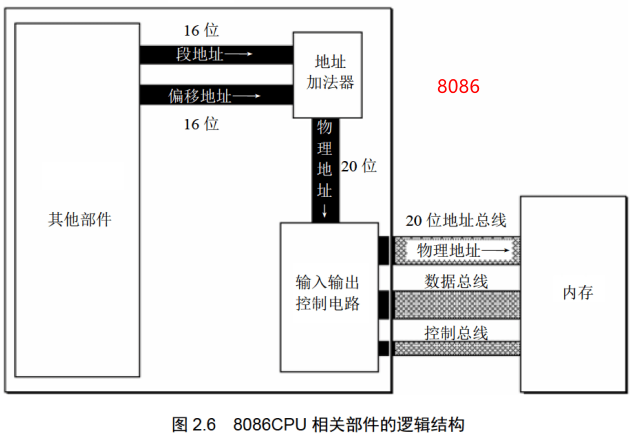 16 位
段地址→
偏移地址→
16 位
地址
加法器
8086
物
理
地
址
↓
20 位
其他部件
输入输出
控制电路
20 位地址总线
物理地址→
数据总线
控制总线
内存
图 2.6 8086CPU 相关部件的逻辑结构